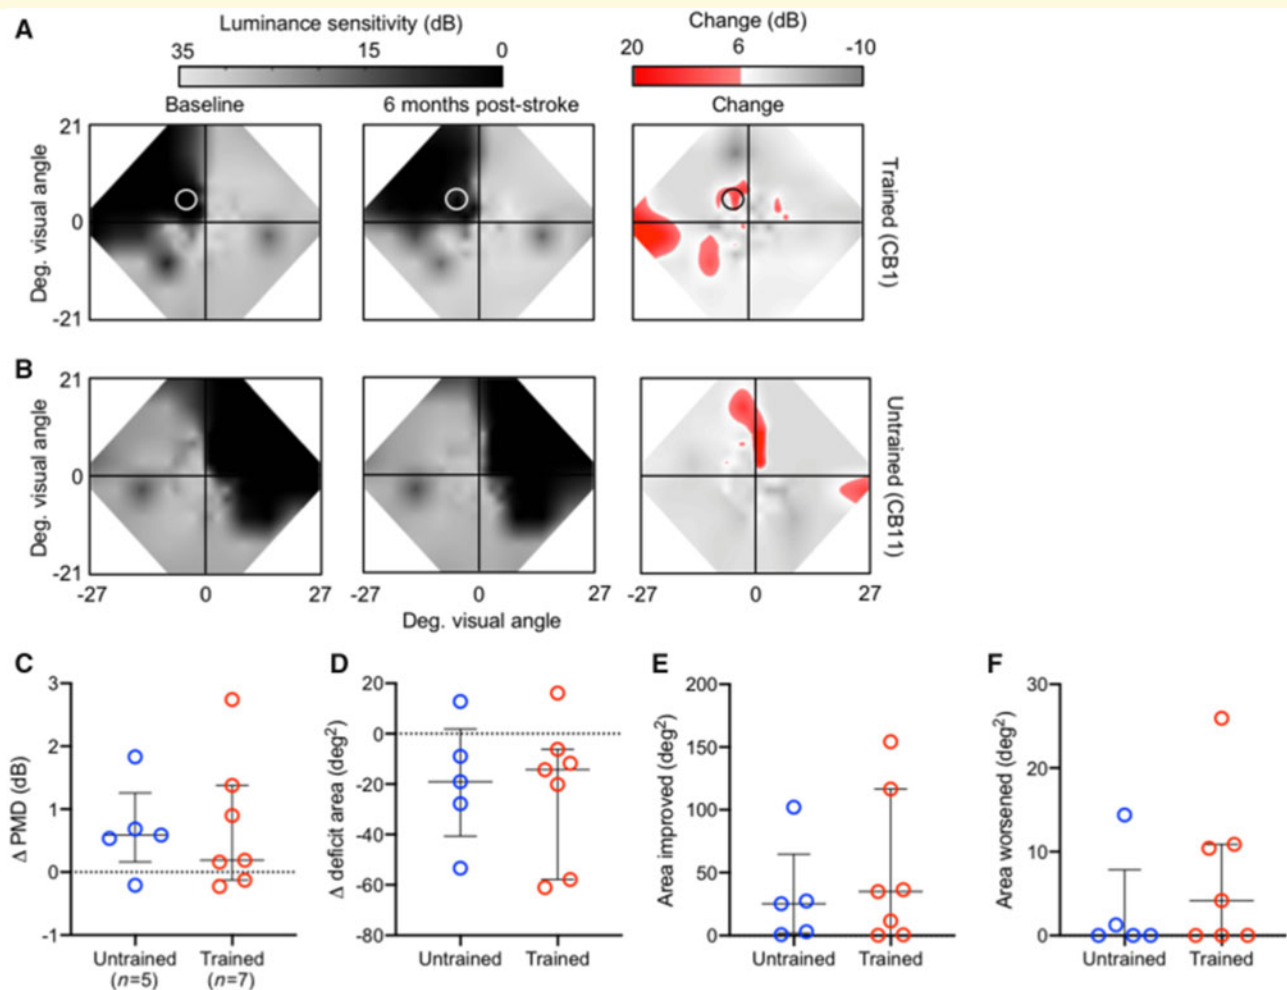 A
Luminance sensitivity (dB)
35 15 0
Change (dB)
20 6 -10
Baseline
6 months post-stroke
Change
21
0
-21
Deg. visual angle
Trained (CB1)
B
21
0
-21
Deg. visual angle
Untrained (CB11)
-27 0 27
-27 0 27
Deg. visual angle
C
3
2
1
0
-1
Δ PMD (dB)
Untrained
(n=5)
Trained
(n=7)
D
20
0
-20
-40
-60
-80
Δ deficit area (deg²)
Untrained Trained
E
200
150
100
50
0
Area improved (deg²)
Untrained Trained
F
30
20
10
0
Area worsened (deg²)
Untrained Trained